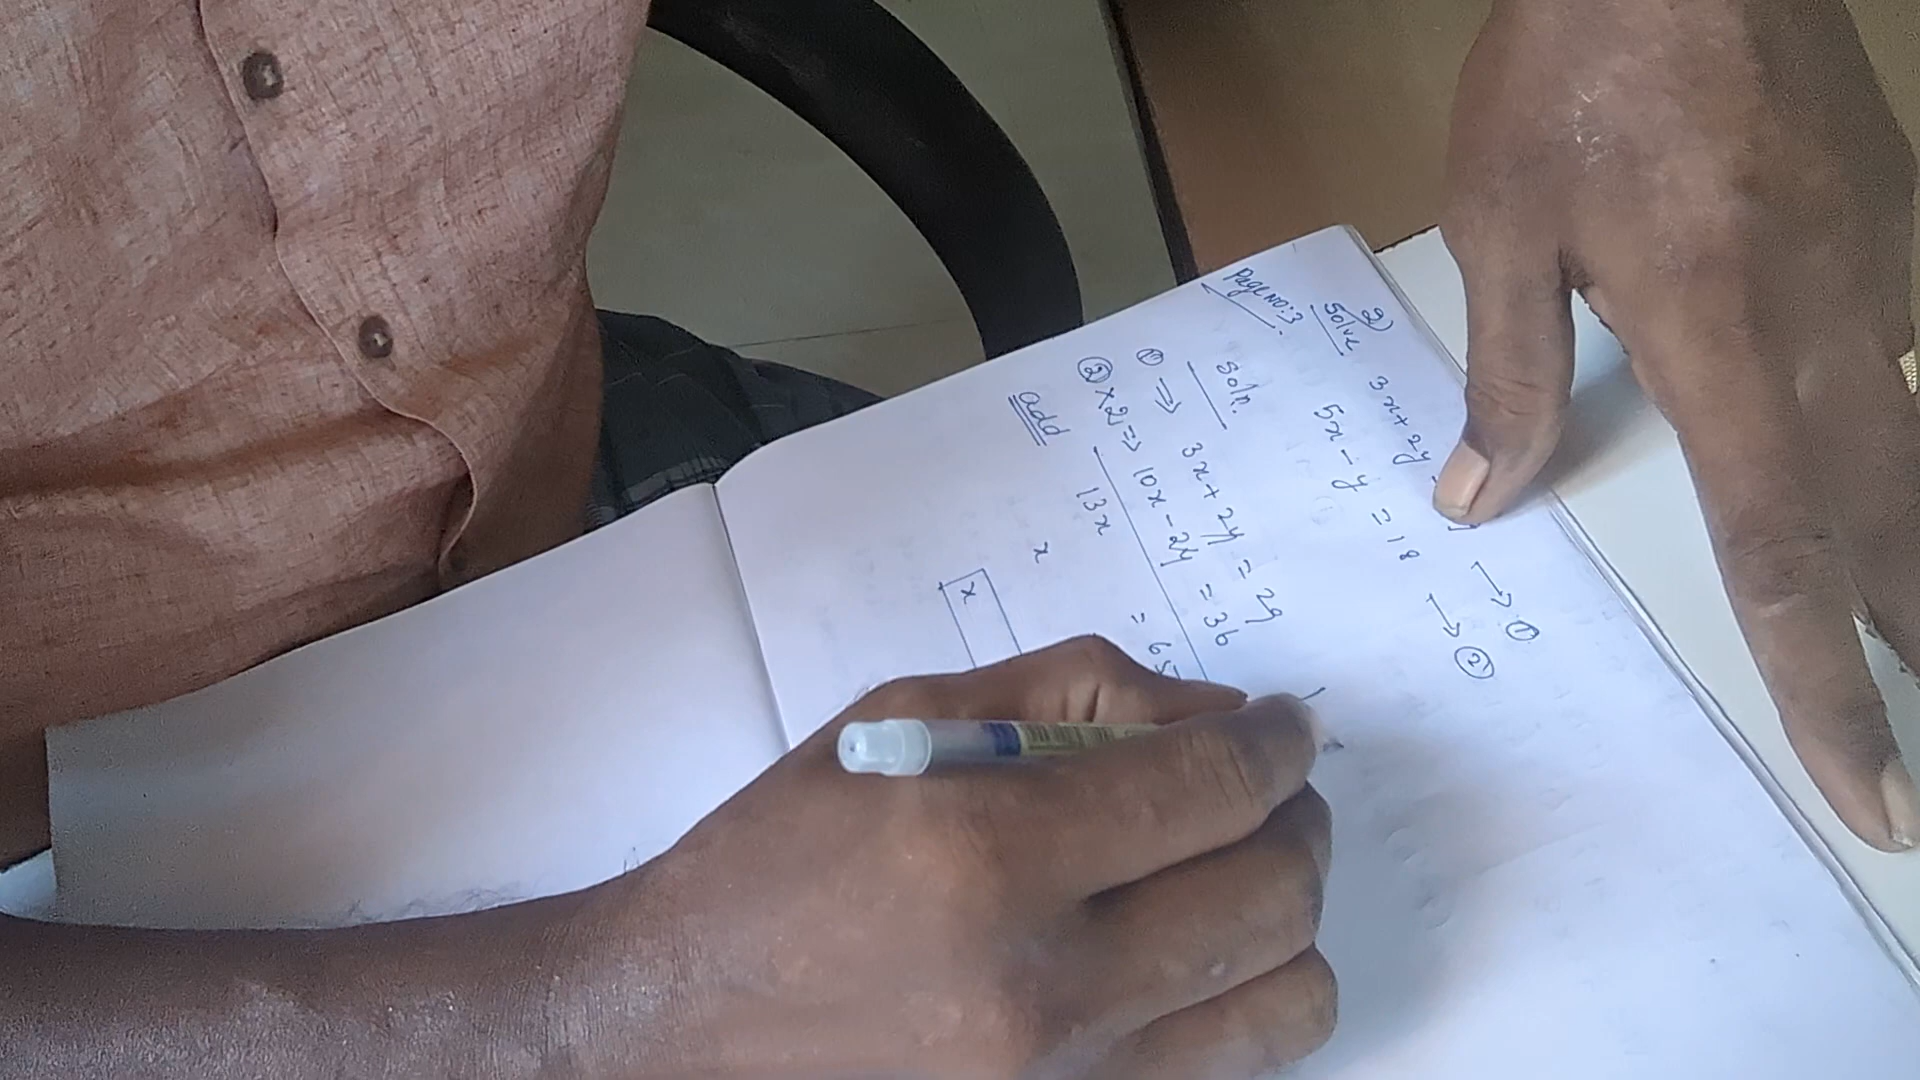 Page No: 3
2)
Solve 3x + 2y → ①
5x - y = 18 → ②
Soln.
① ⇒ 3x + 2y = 29
② × 2 ⇒ 10x - 2y = 36
add 13x = 65
x
x